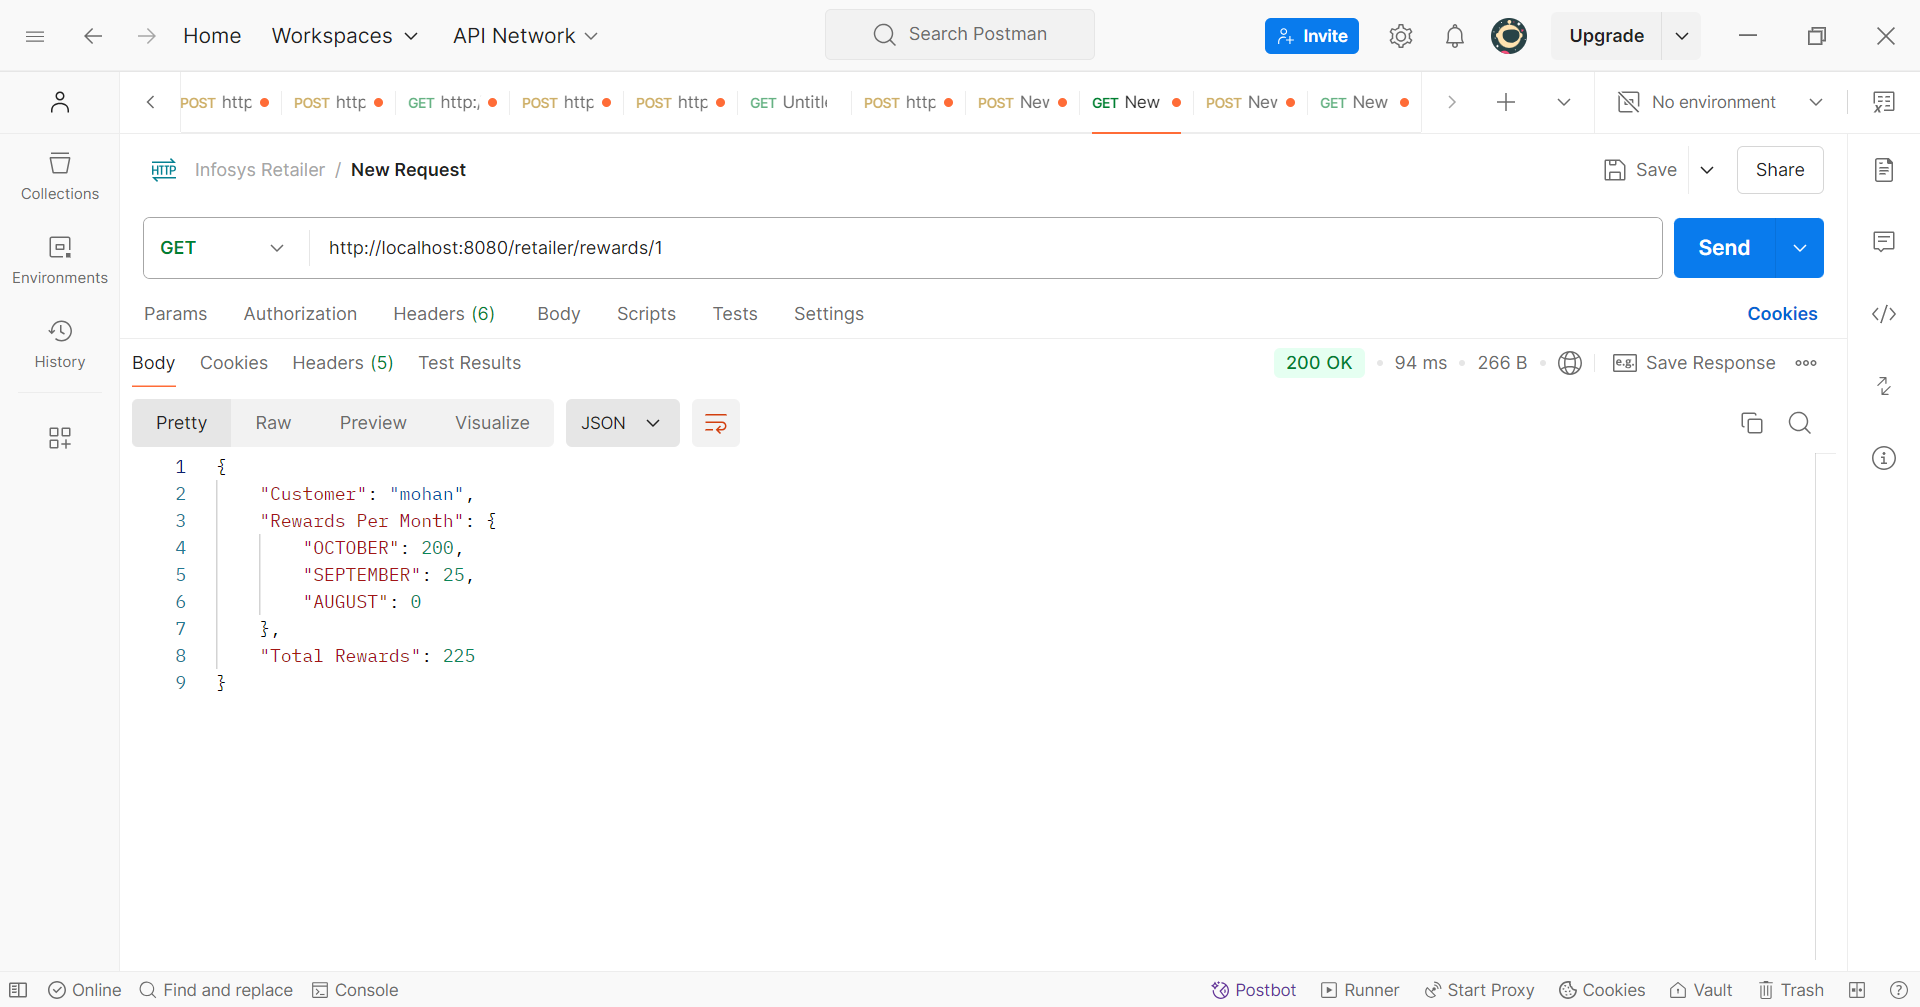 Home Workspaces API Network Search Postman Invite Upgrade
POST http POST http GET http:/ POST http POST http GET Untitl POST http POST New GET New POST New GET New No environment
Infosys Retailer / New Request Save Share
Collections
GET http://localhost:8080/retailer/rewards/1 Send
Environments
Params Authorization Headers (6) Body Scripts Tests Settings Cookies
History
Body Cookies Headers (5) Test Results 200 OK 94 ms 266 B e.g. Save Response
Pretty Raw Preview Visualize JSON
1 {
2 "Customer": "mohan",
3 "Rewards Per Month": {
4 "OCTOBER": 200,
5 "SEPTEMBER": 25,
6 "AUGUST": 0
7 },
8 "Total Rewards": 225
9 }
Online Find and replace Console Postbot Runner Start Proxy Cookies Vault Trash